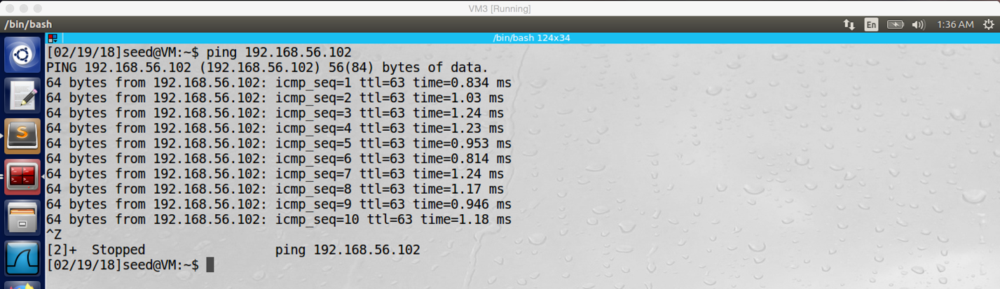 VM3 [Running]
/bin/bash
En
1:36 AM
/bin/bash 124x34
[02/19/18]seed@VM:~$ ping 192.168.56.102
PING 192.168.56.102 (192.168.56.102) 56(84) bytes of data.
64 bytes from 192.168.56.102: icmp_seq=1 ttl=63 time=0.834 ms
64 bytes from 192.168.56.102: icmp_seq=2 ttl=63 time=1.03 ms
64 bytes from 192.168.56.102: icmp_seq=3 ttl=63 time=1.24 ms
64 bytes from 192.168.56.102: icmp_seq=4 ttl=63 time=1.23 ms
64 bytes from 192.168.56.102: icmp_seq=5 ttl=63 time=0.953 ms
64 bytes from 192.168.56.102: icmp_seq=6 ttl=63 time=0.814 ms
64 bytes from 192.168.56.102: icmp_seq=7 ttl=63 time=1.24 ms
64 bytes from 192.168.56.102: icmp_seq=8 ttl=63 time=1.17 ms
64 bytes from 192.168.56.102: icmp_seq=9 ttl=63 time=0.946 ms
64 bytes from 192.168.56.102: icmp_seq=10 ttl=63 time=1.18 ms
^Z
[2]+  Stopped                 ping 192.168.56.102
[02/19/18]seed@VM:~$